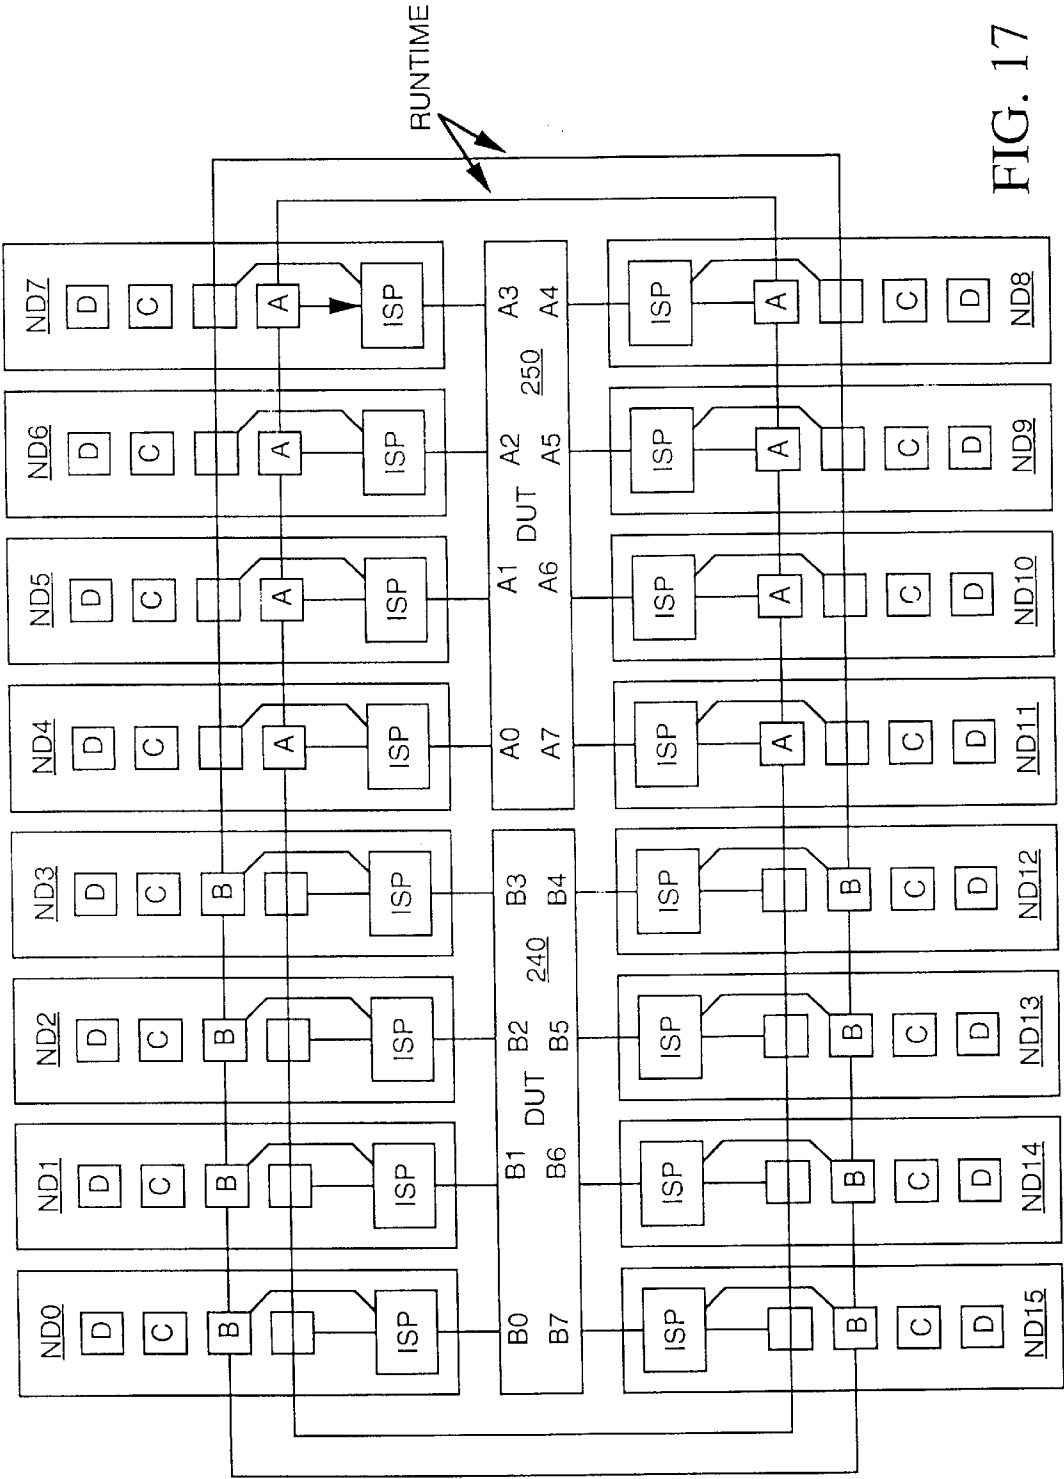 ND0 ND1 ND2 ND3 ND4 ND5 ND6 ND7
D D D D D D D D
C C C C C C C C
B B B B
A A A A
ISP ISP ISP ISP ISP ISP ISP ISP
RUNTIME
B0 B1 B2 B3 A0 A1 A2 A3
DUT 240 DUT 250
B7 B6 B5 B4 A7 A6 A5 A4
ISP ISP ISP ISP ISP ISP ISP ISP
A A A A
B B B B
C C C C C C C C
D D D D D D D D
ND15 ND14 ND13 ND12 ND11 ND10 ND9 ND8
FIG. 17